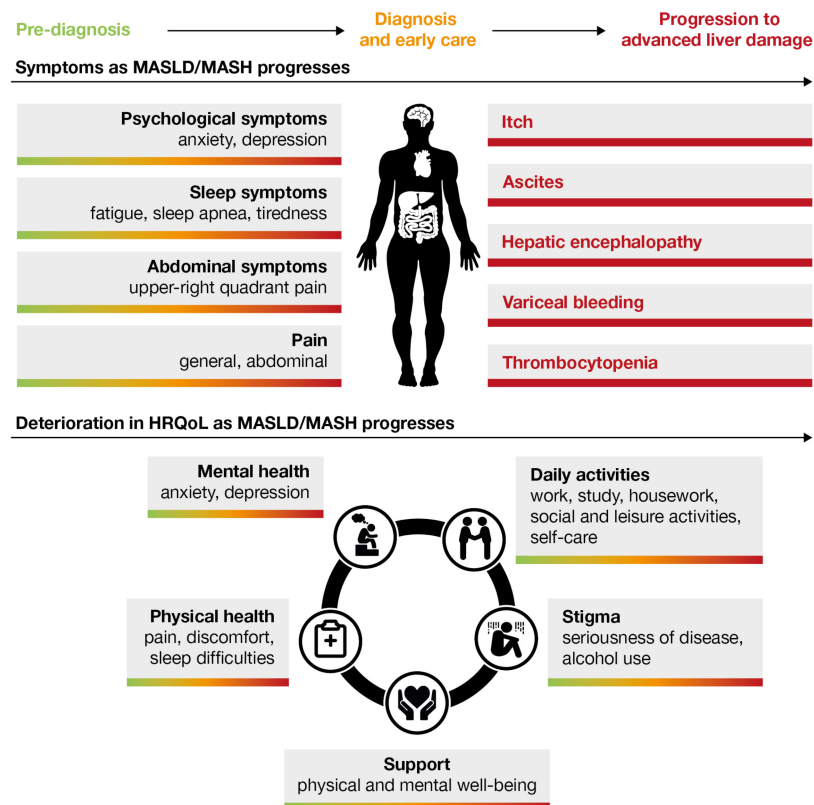 Pre-diagnosis
Diagnosis
and early care
Progression to
advanced liver damage
Symptoms as MASLD/MASH progresses
Psychological symptoms
anxiety, depression
Sleep symptoms
fatigue, sleep apnea, tiredness
Abdominal symptoms
upper-right quadrant pain
Pain
general, abdominal
Itch
Ascites
Hepatic encephalopathy
Variceal bleeding
Thrombocytopenia
Deterioration in HRQoL as MASLD/MASH progresses
Mental health
anxiety, depression
Daily activities
work, study, housework,
social and leisure activities,
self-care
Physical health
pain, discomfort,
sleep difficulties
Stigma
seriousness of disease,
alcohol use
Support
physical and mental well-being